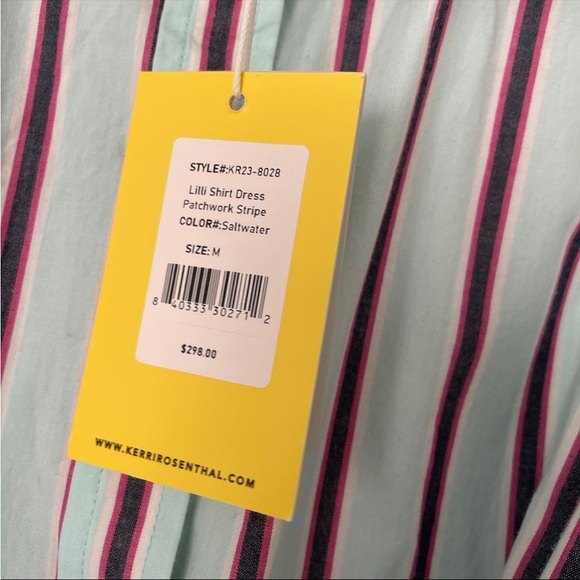 STYLE#:KR23-8028
Lilli Shirt Dress
Patchwork Stripe
COLOR#:Saltwater
SIZE: M
8 40333 30271 2
$298.00
WWW.KERRIROSENTHAL.COM